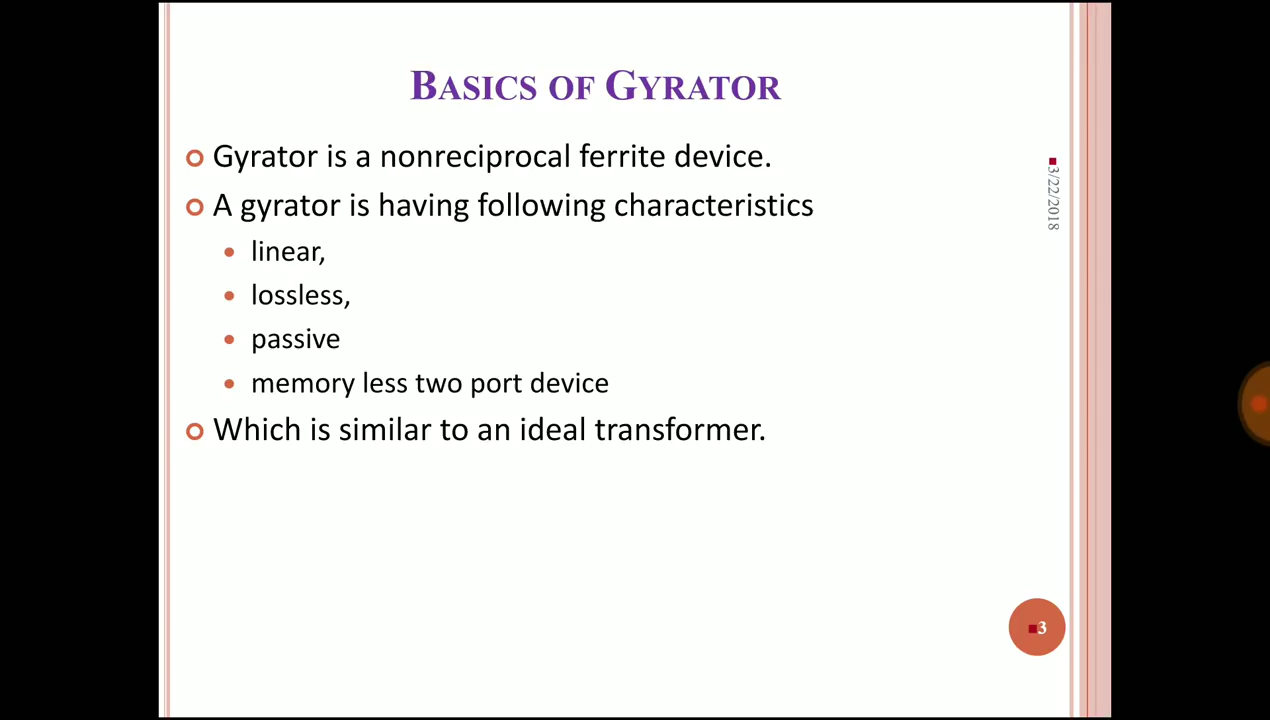 BASICS OF GYRATOR
Gyrator is a nonreciprocal ferrite device.
A gyrator is having following characteristics
linear,
lossless,
passive
memory less two port device
Which is similar to an ideal transformer.
3/22/2018
3